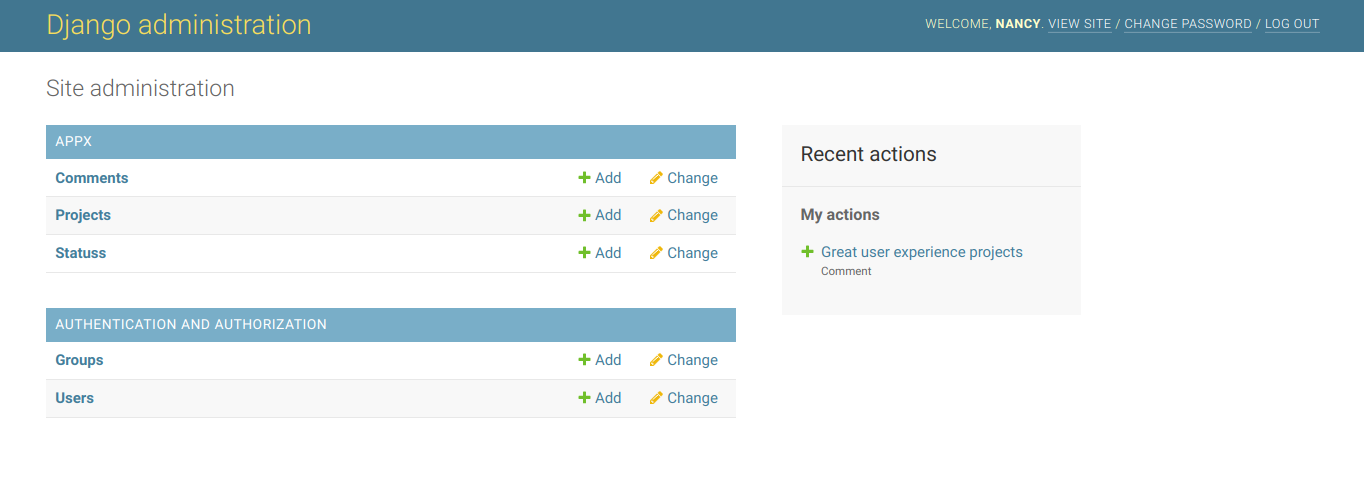 Django administration
WELCOME, NANCY. VIEW SITE / CHANGE PASSWORD / LOG OUT
Site administration
APPX
Comments Add Change
Projects Add Change
Statuss Add Change
AUTHENTICATION AND AUTHORIZATION
Groups Add Change
Users Add Change
Recent actions
My actions
Great user experience projects
Comment